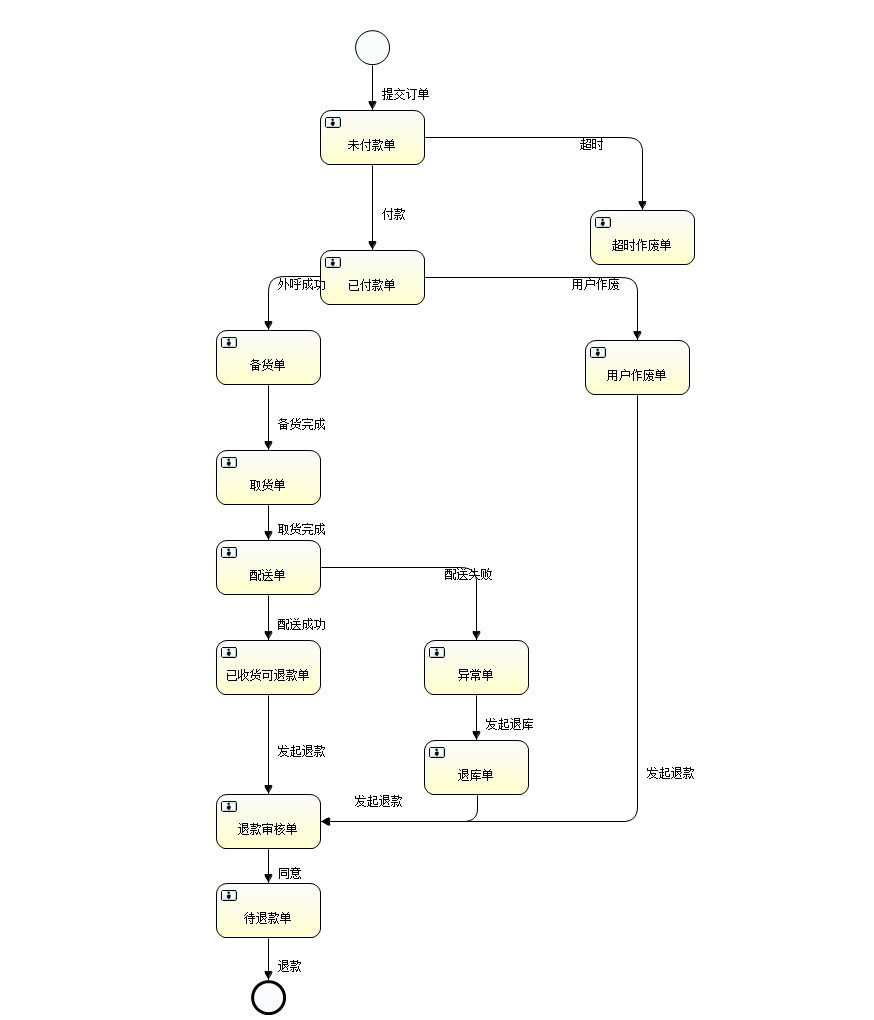 提交订单
未付款单
超时
付款
超时作废单
外呼成功
已付款单
用户作废
备货单
用户作废单
备货完成
取货单
取货完成
配送单
配送失败
配送成功
已收货可退款单
异常单
发起退库
发起退款
退库单
发起退款
发起退款
退款审核单
同意
待退款单
退款